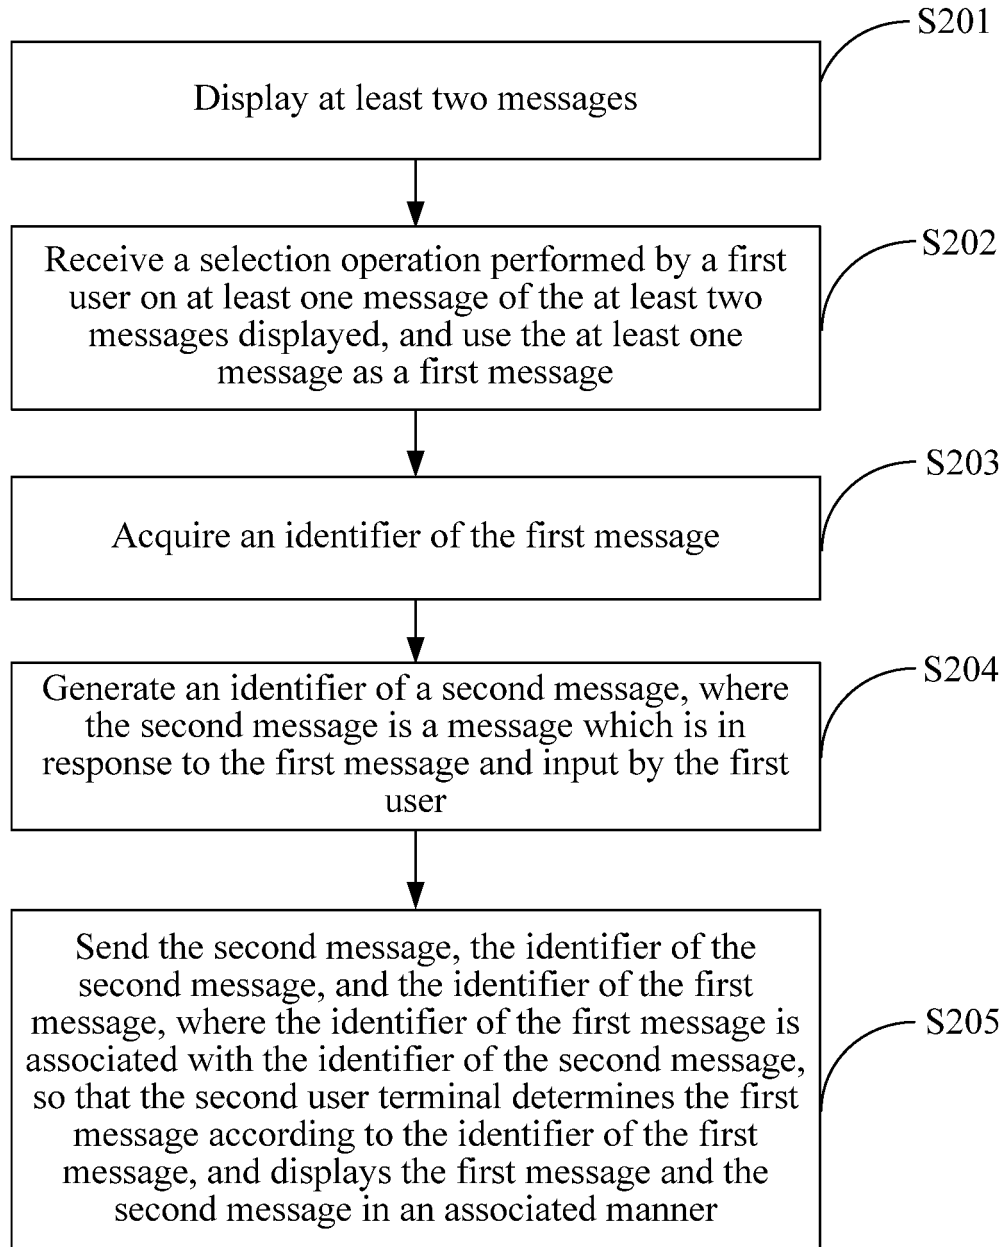 S201
Display at least two messages
S202
Receive a selection operation performed by a first
user on at least one message of the at least two
messages displayed, and use the at least one
message as a first message
S203
Acquire an identifier of the first message
S204
Generate an identifier of a second message, where
the second message is a message which is in
response to the first message and input by the first
user
Send the second message, the identifier of the
second message, and the identifier of the first
message, where the identifier of the first message is
S205
associated with the identifier of the second message,
so that the second user terminal determines the first
message according to the identifier of the first
message, and displays the first message and the
second message in an associated manner